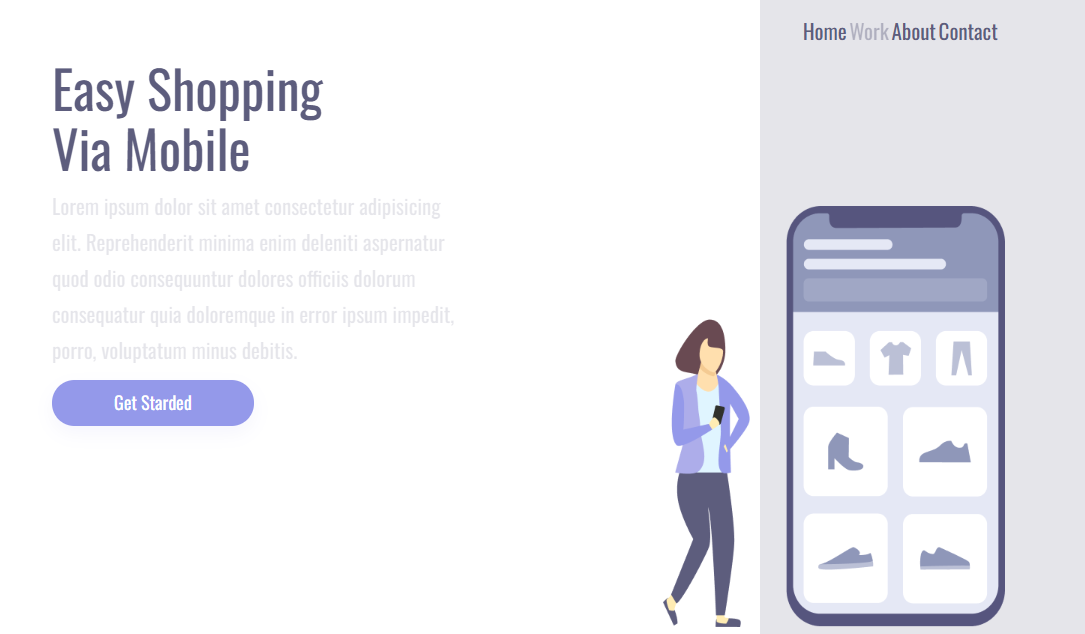 Home Work About Contact
Easy Shopping
Via Mobile
Lorem ipsum dolor sit amet consectetur adipisicing
elit. Reprehenderit minima enim deleniti aspernatur
quod odio consequuntur dolores officiis dolorum
consequatur quia doloremque in error ipsum impedit,
porro, voluptatum minus debitis.
Get Starded